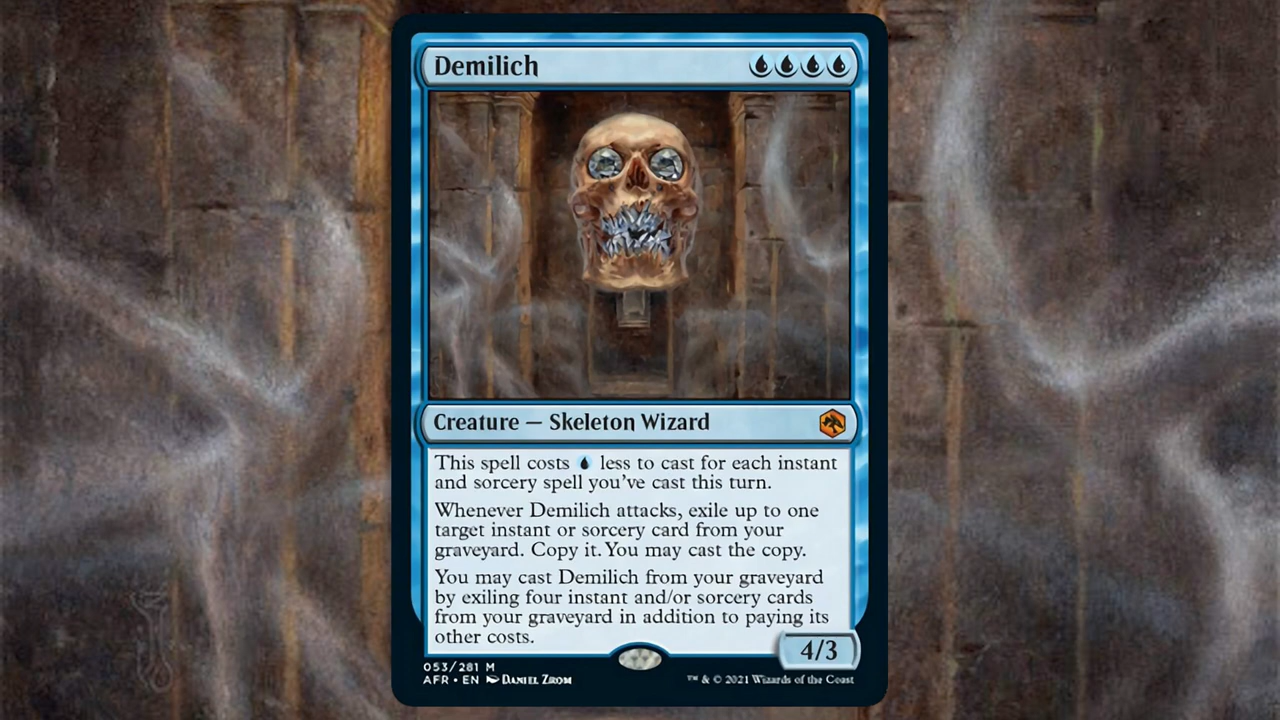 Demilich
Creature — Skeleton Wizard
This spell costs less to cast for each instant
and sorcery spell you've cast this turn.
Whenever Demilich attacks, exile up to one
target instant or sorcery card from your
graveyard. Copy it. You may cast the copy.
You may cast Demilich from your graveyard
by exiling four instant and/or sorcery cards
from your graveyard in addition to paying its
other costs.
4/3
053/281 M
AFR • EN Daniel Zrom
™ & © 2021 Wizards of the Coast